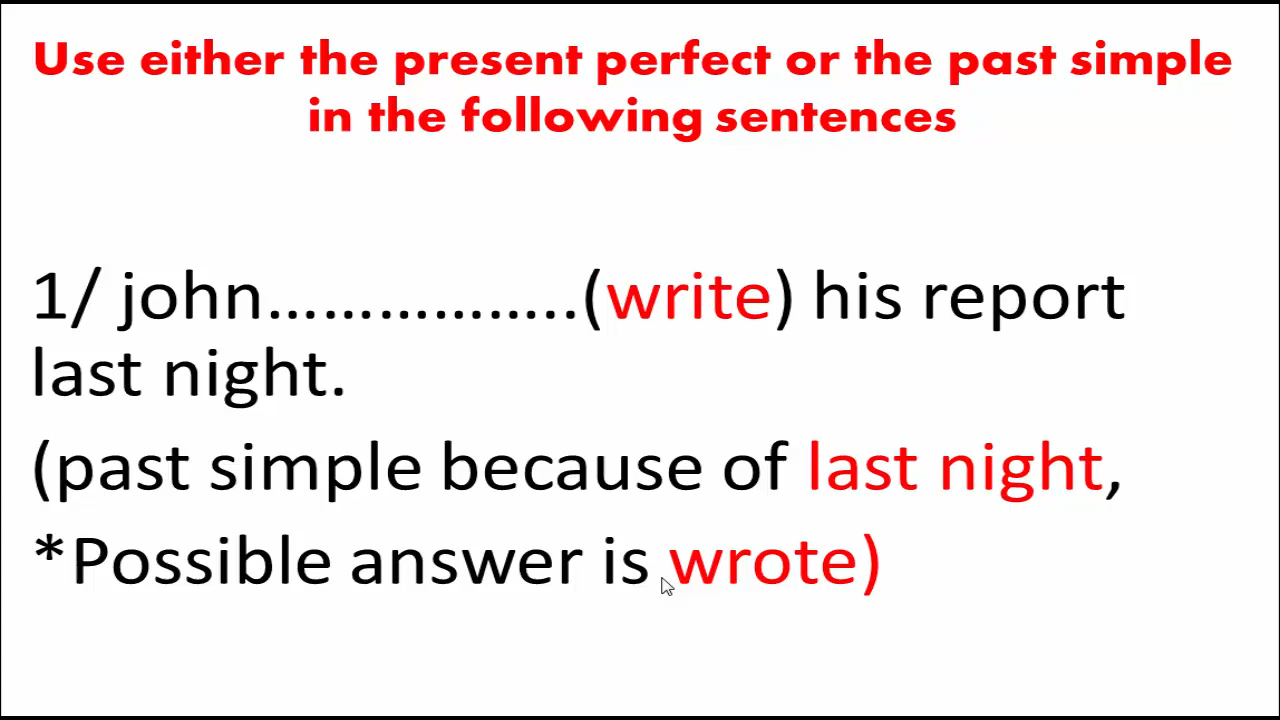 Use either the present perfect or the past simple
in the following sentences
1/ john……………..(write) his report
last night.
(past simple because of last night,
*Possible answer is wrote)